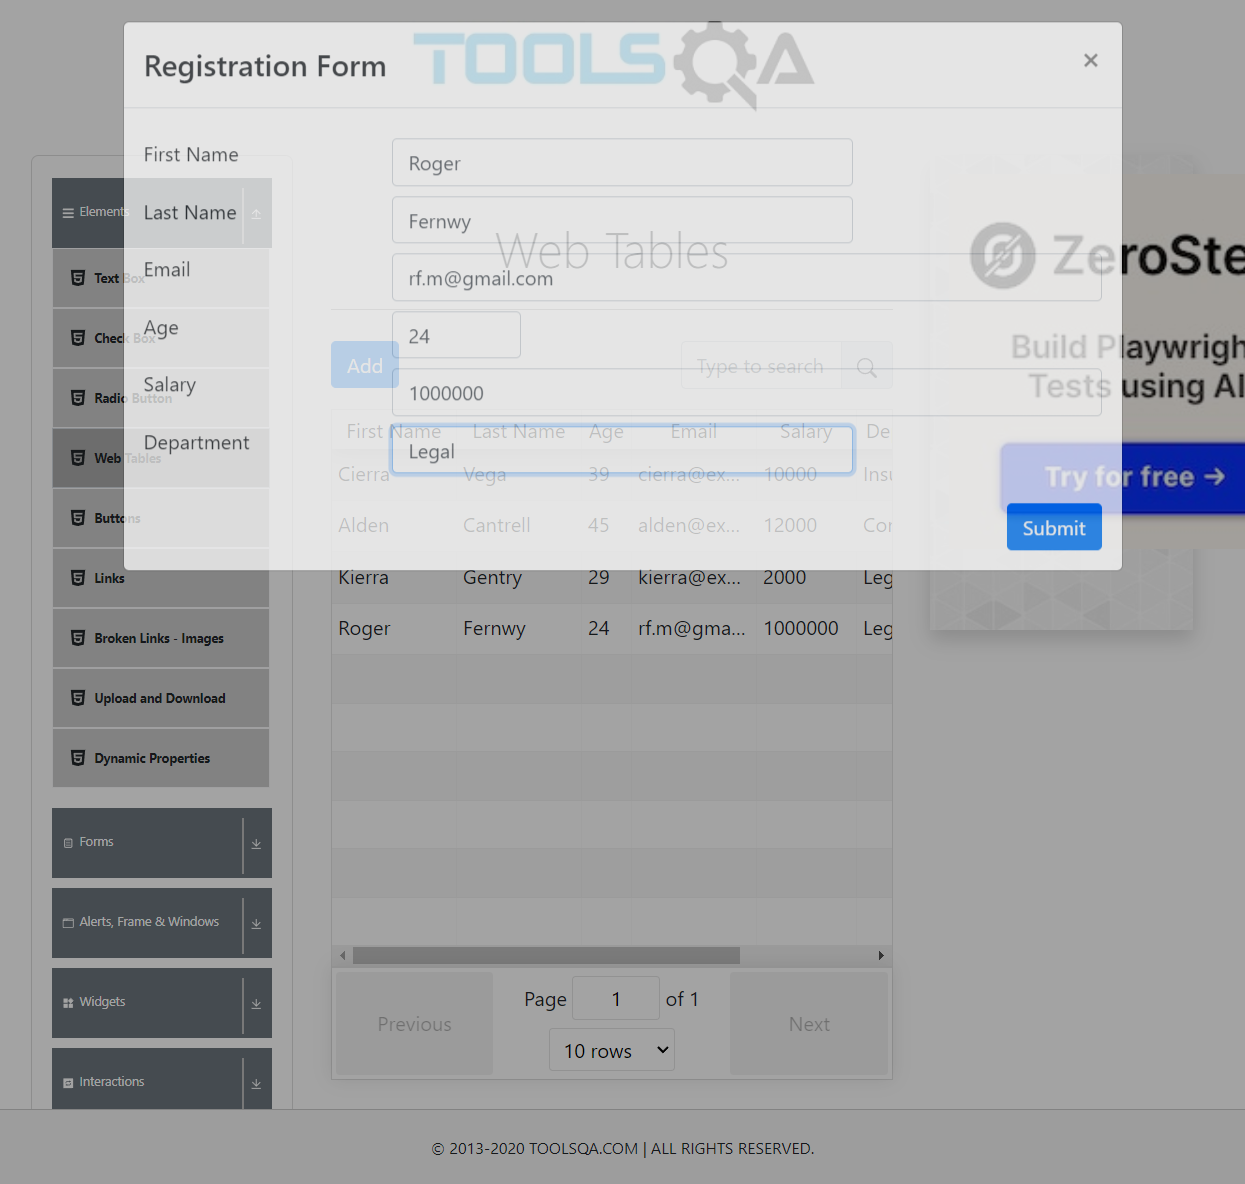 TOOLSQA
Registration Form
×
First Name
Roger
Last Name
Fernwy
Email
rf.m@gmail.com
Age
24
Salary
1000000
Department
Legal
Submit
Elements
Text Box
Check Box
Radio Button
Web Tables
Buttons
Links
Broken Links - Images
Upload and Download
Dynamic Properties
Forms
Alerts, Frame & Windows
Widgets
Interactions
Web Tables
Add
Type to search
First Name Last Name Age Email Salary De
Cierra Vega 39 cierra@ex... 10000 Insu
Alden Cantrell 45 alden@ex... 12000 Cor
Kierra Gentry 29 kierra@ex... 2000 Leg
Roger Fernwy 24 rf.m@gma... 1000000 Leg
Previous
Page 1 of 1
10 rows
Next
ZeroSte
Build Playwrigh
Tests using AI
Try for free →
© 2013-2020 TOOLSQA.COM | ALL RIGHTS RESERVED.